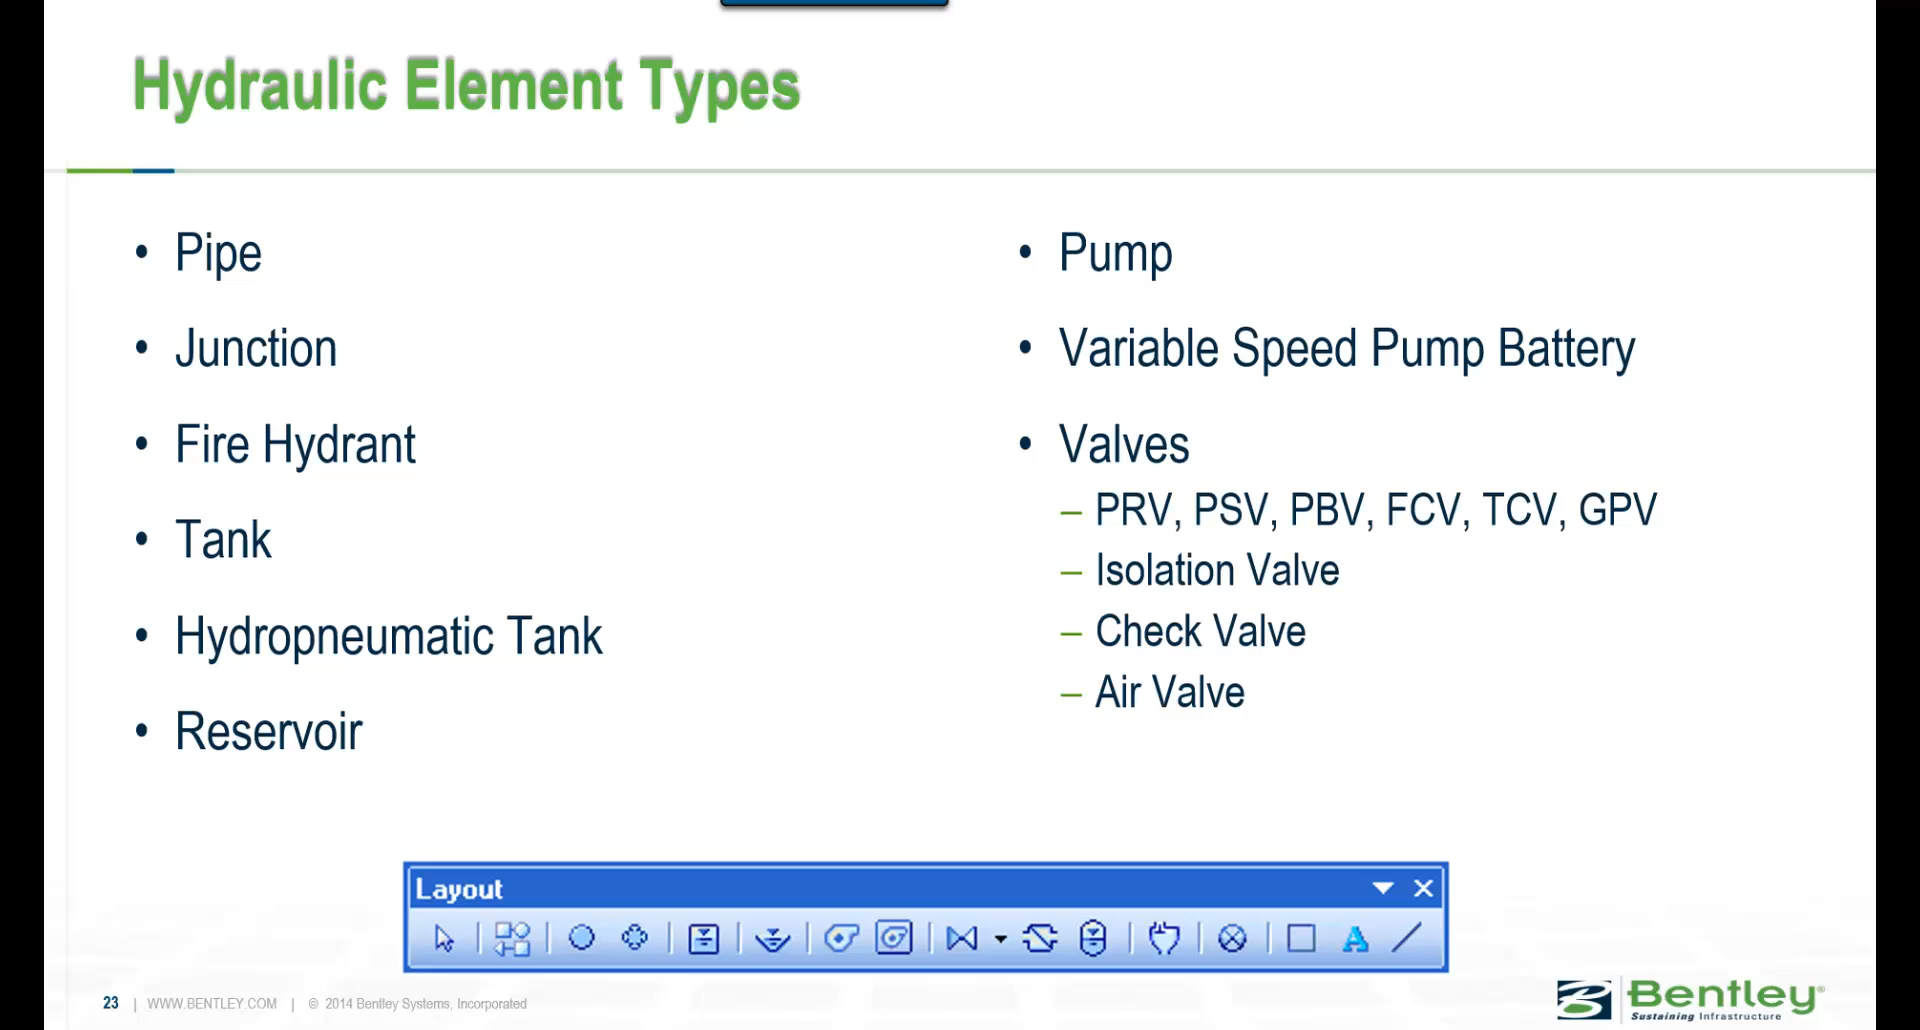 Hydraulic Element Types
• Pipe
• Junction
• Fire Hydrant
• Tank
• Hydropneumatic Tank
• Reservoir
• Pump
• Variable Speed Pump Battery
• Valves
– PRV, PSV, PBV, FCV, TCV, GPV
– Isolation Valve
– Check Valve
– Air Valve
Layout
A
23 | WWW.BENTLEY.COM | © 2014 Bentley Systems, Incorporated
Bentley®
Sustaining Infrastructure